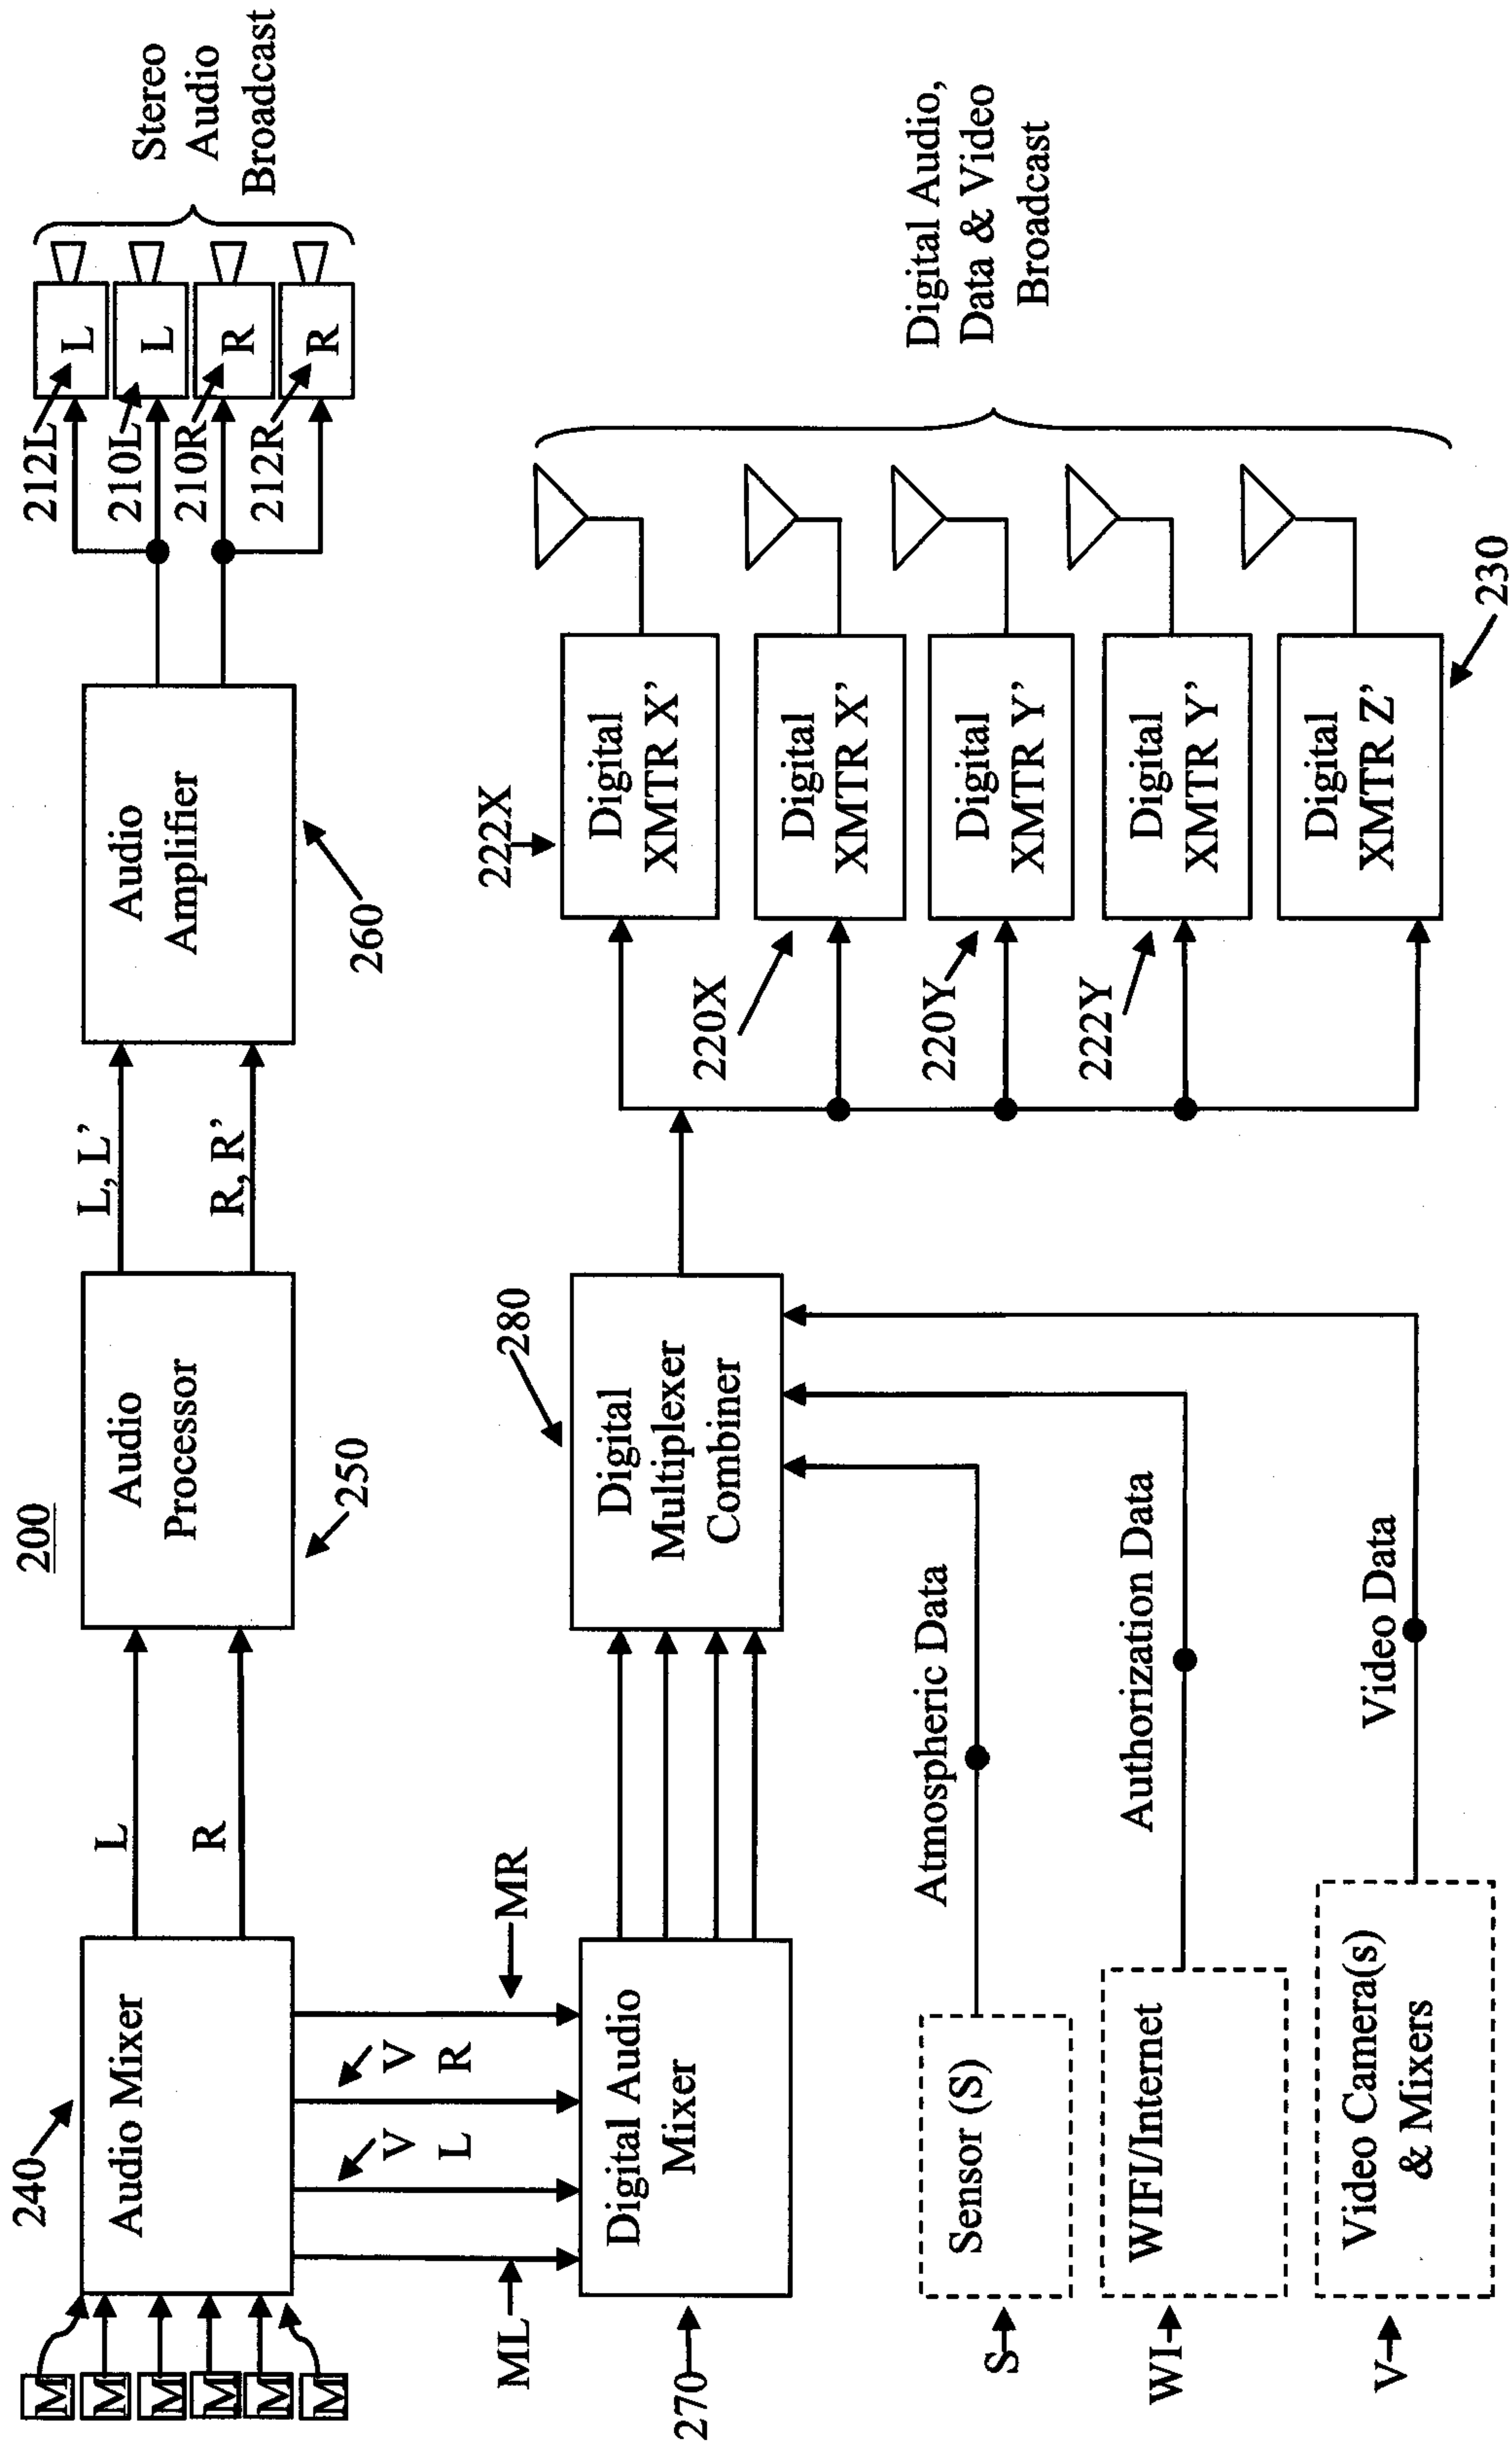 200
M
M
M
M
M
M
240
Audio Mixer
L
R
Audio
Processor
250
L, L’
R, R’
Audio
Amplifier
260
212L
210L
210R
212R
L
L
R
R
Stereo
Audio
Broadcast
ML
V
L
V
R
MR
270
Digital Audio
Mixer
280
Digital
Multiplexer
Combiner
222X
Digital
XMTR X’
220X
Digital
XMTR X’
220Y
Digital
XMTR Y’
222Y
Digital
XMTR Y’
Digital
XMTR Z’
230
Digital Audio,
Data & Video
Broadcast
S
Sensor (S)
Atmospheric Data
WI
WIFI/Internet
Authorization Data
V
Video Camera(s)
& Mixers
Video Data